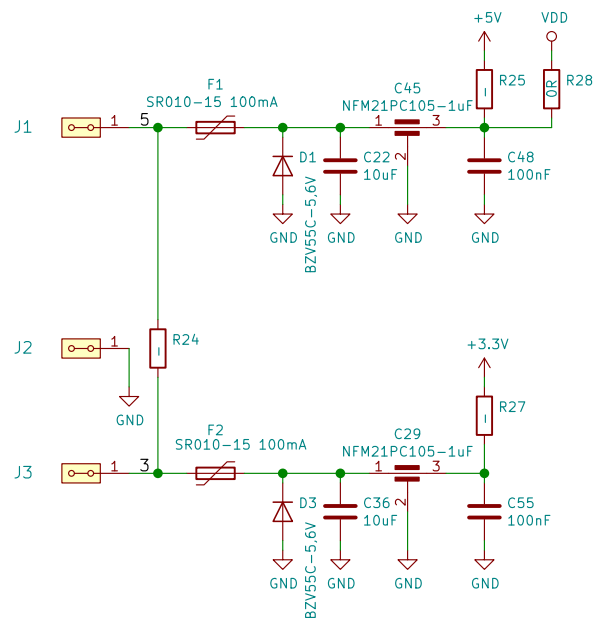 +5V
VDD
F1
SR010-15 100mA
C45
NFM21PC105-1uF
R25
-
0R
R28
J1
1
5
1
3
2
D1
BZV55C-5,6V
C22
10uF
C48
100nF
GND
GND
GND
GND
J2
1
R24
-
GND
+3.3V
R27
-
F2
SR010-15 100mA
C29
NFM21PC105-1uF
J3
1
3
1
3
2
D3
BZV55C-5,6V
C36
10uF
C55
100nF
GND
GND
GND
GND